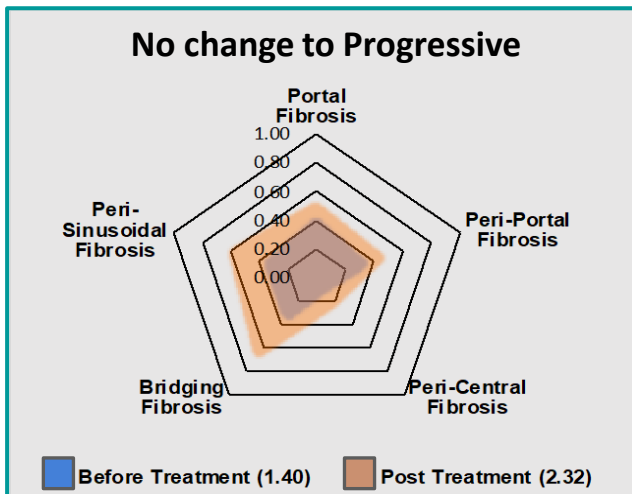 No change to Progressive
Portal
Fibrosis
1.00
0.80
0.60
0.40
0.20
0.00
Peri-
Sinusoidal
Fibrosis
Peri-Portal
Fibrosis
Bridging
Fibrosis
Peri-Central
Fibrosis
Before Treatment (1.40)
Post Treatment (2.32)